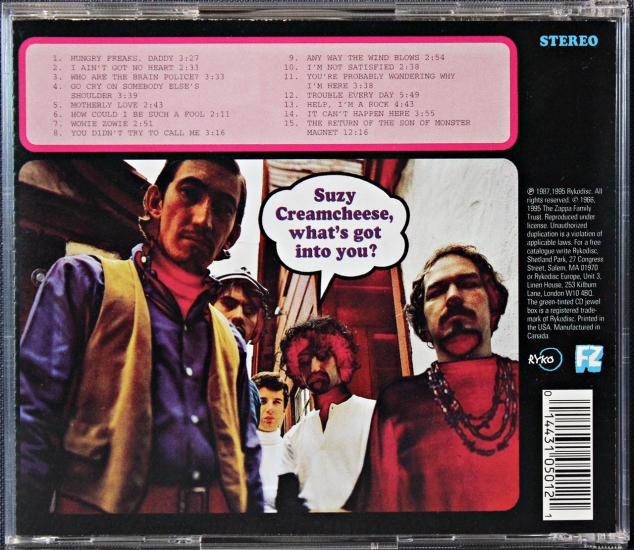 STEREO
1. HUNGRY FREAKS, DADDY 3:27
2. I AIN'T GOT NO HEART 2:33
3. WHO ARE THE BRAIN POLICE? 3:33
4. GO CRY ON SOMEBODY ELSE'S
SHOULDER 3:39
5. MOTHERLY LOVE 2:43
6. HOW COULD I BE SUCH A FOOL 2:11
7. WOWIE ZOWIE 2:51
8. YOU DIDN'T TRY TO CALL ME 3:16
9. ANY WAY THE WIND BLOWS 2:54
10. I'M NOT SATISFIED 2:38
11. YOU'RE PROBABLY WONDERING WHY
I'M HERE 3:38
12. TROUBLE EVERY DAY 5:49
13. HELP, I'M A ROCK 4:43
14. IT CAN'T HAPPEN HERE 3:55
15. THE RETURN OF THE SON OF MONSTER
MAGNET 12:16
Suzy
Creamcheese,
what's got
into you?
℗ 1987,1995 Rykodisc. All
rights reserved. © 1966,
1995 The Zappa Family
Trust. Reproduced under
license. Unauthorized
duplication is a violation of
applicable laws. For a free
catalogue write Rykodisc,
Shetland Park, 27 Congress
Street, Salem, MA 01970
or Rykodisc Europe, Unit 3,
Linen House, 253 Kilburn
Lane, London W10 4BQ.
The green-tinted CD jewel
box is a registered trade-
mark of Rykodisc. Printed in
the USA. Manufactured in
Canada.
RYKO
FZ
0 14431 05012 1